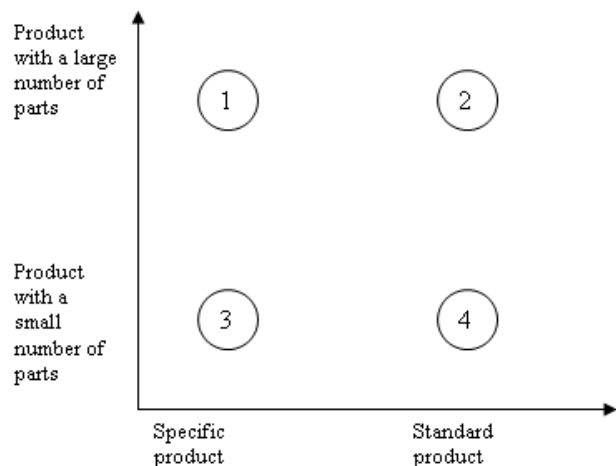 Product
with a large
number of
parts
1
2
Product
with a
small
number of
parts
3
4
Specific
product
Standard
product